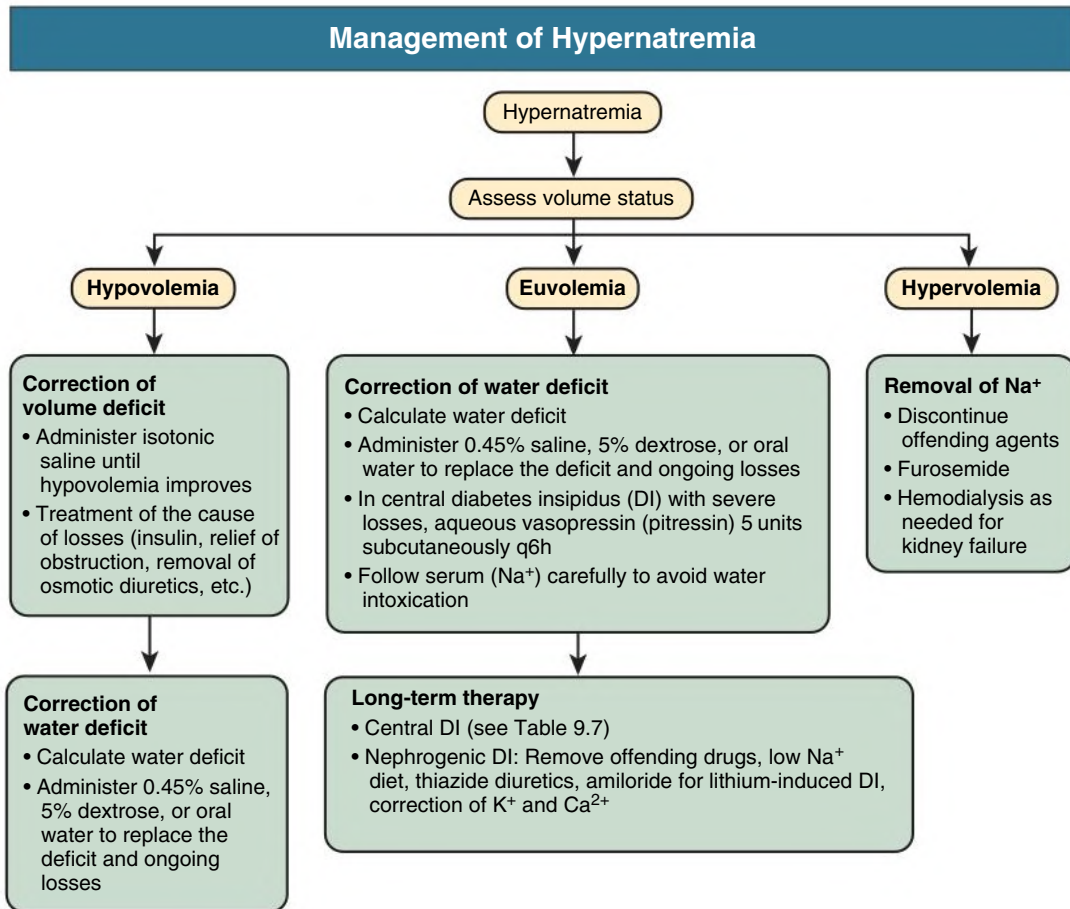 Management of Hypernatremia
Hypernatremia
Assess volume status
Hypovolemia
Euvolemia
Hypervolemia
Correction of
volume deficit
• Administer isotonic
saline until
hypovolemia improves
• Treatment of the cause
of losses (insulin, relief of
obstruction, removal of
osmotic diuretics, etc.)
Correction of
water deficit
• Calculate water deficit
• Administer 0.45% saline,
5% dextrose, or oral
water to replace the
deficit and ongoing
losses
Correction of water deficit
• Calculate water deficit
• Administer 0.45% saline, 5% dextrose, or oral
water to replace the deficit and ongoing losses
• In central diabetes insipidus (DI) with severe
losses, aqueous vasopressin (pitressin) 5 units
subcutaneously q6h
• Follow serum (Na⁺) carefully to avoid water
intoxication
Long-term therapy
• Central DI (see Table 9.7)
• Nephrogenic DI: Remove offending drugs, low Na⁺
diet, thiazide diuretics, amiloride for lithium-induced DI,
correction of K⁺ and Ca²⁺
Removal of Na⁺
• Discontinue
offending agents
• Furosemide
• Hemodialysis as
needed for
kidney failure